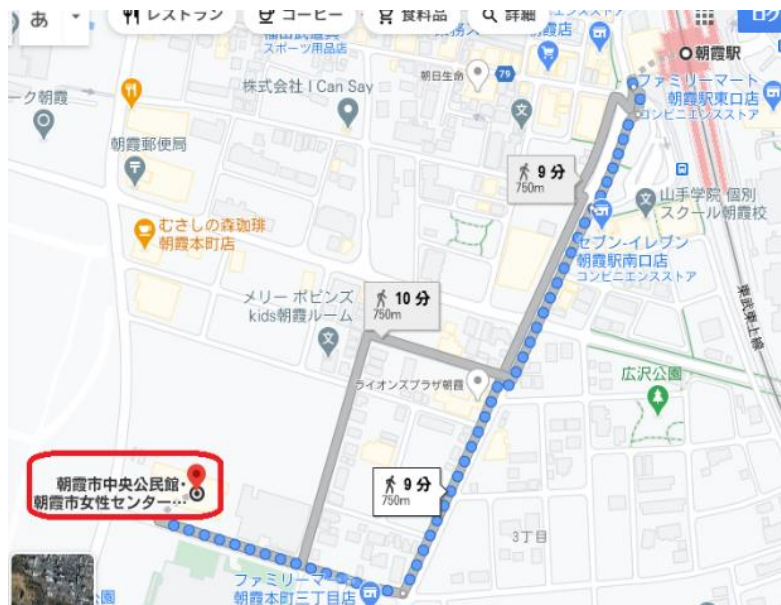 あ
レストラン
コーヒー
食料品
詳細
ログ
スポーツ用品店
朝霞店
朝日生命
79
朝霞駅
ファミリーマート
朝霞駅東口店
コンビニエンスストア
株式会社 I Can Say
ーク朝霞
朝霞郵便局
9 分
750m
山手学院 個別
スクール朝霞校
むさしの森珈琲
朝霞本町店
セブン-イレブン
朝霞駅南口店
コンビニエンスストア
東武東上線
メリー ポピンズ
kids朝霞ルーム
10 分
750m
ライオンズプラザ朝霞
広沢公園
朝霞市中央公民館・
朝霞市女性センター…
9 分
750m
3丁目
ファミリーマート
朝霞本町三丁目店
公園